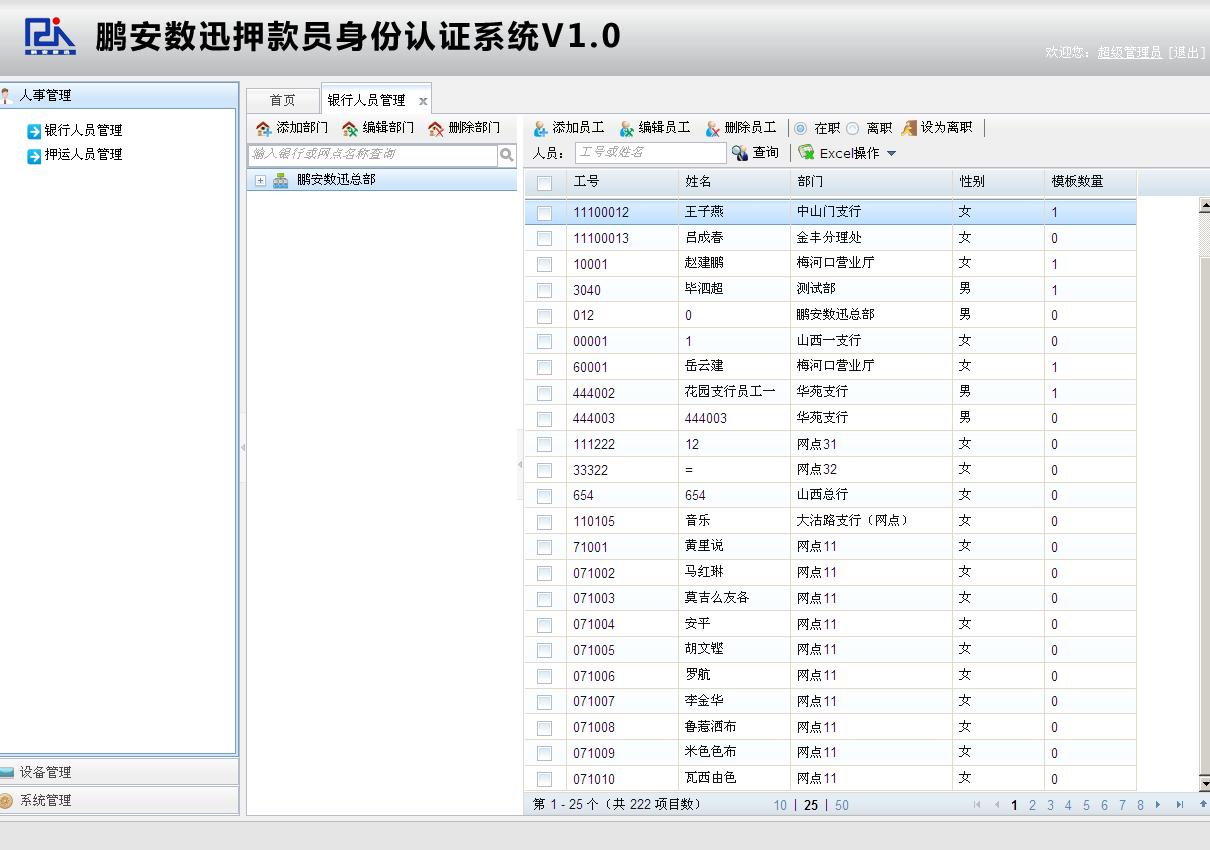 鹏安数迅押款员身份认证系统V1.0
欢迎您： 超级管理员 [退出]
人事管理
银行人员管理
押运人员管理
设备管理
系统管理
首页 银行人员管理 x
添加部门 编辑部门 删除部门
输入银行或网点名称查询
鹏安数迅总部
添加员工 编辑员工 删除员工 在职 离职 设为离职
人员： 工号或姓名 查询 Excel操作
工号 姓名 部门 性别 模板数量
11100012 王子燕 中山门支行 女 1
11100013 吕成春 金丰分理处 女 0
10001 赵建鹏 梅河口营业厅 女 1
3040 毕泗超 测试部 男 1
012 0 鹏安数迅总部 男 0
00001 1 山西一支行 女 0
60001 岳云建 梅河口营业厅 女 1
444002 花园支行员工一 华苑支行 男 1
444003 444003 华苑支行 男 0
111222 12 网点31 女 0
33322 = 网点32 女 0
654 654 山西总行 女 0
110105 音乐 大沽路支行（网点） 女 0
71001 黄里说 网点11 女 0
071002 马红琳 网点11 女 0
071003 莫吉么友各 网点11 女 0
071004 安平 网点11 女 0
071005 胡文铿 网点11 女 0
071006 罗航 网点11 女 0
071007 李金华 网点11 女 0
071008 鲁惹洒布 网点11 女 0
071009 米色色布 网点11 女 0
071010 瓦西由色 网点11 女 0
第 1 - 25 个（共 222 项目数） 10 | 25 | 50 1 2 3 4 5 6 7 8